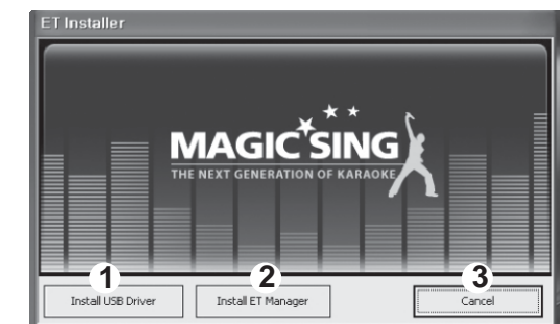 ET Installer
MAGIC SING
THE NEXT GENERATION OF KARAOKE
1
2
3
Install USB Driver
Install ET Manager
Cancel